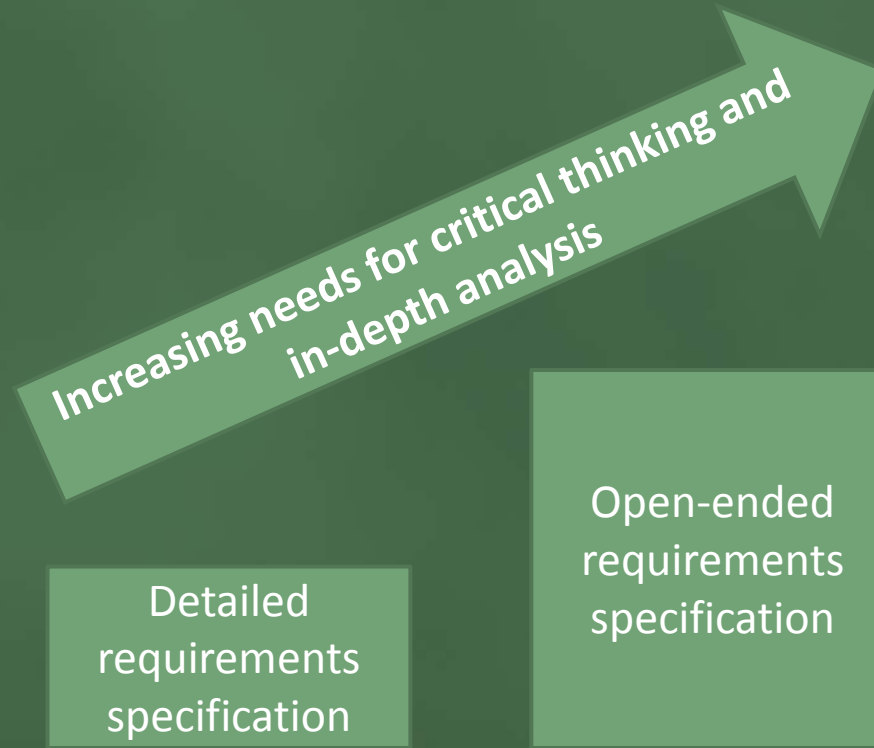 Increasing needs for critical thinking and
in-depth analysis
Detailed
requirements
specification
Open-ended
requirements
specification